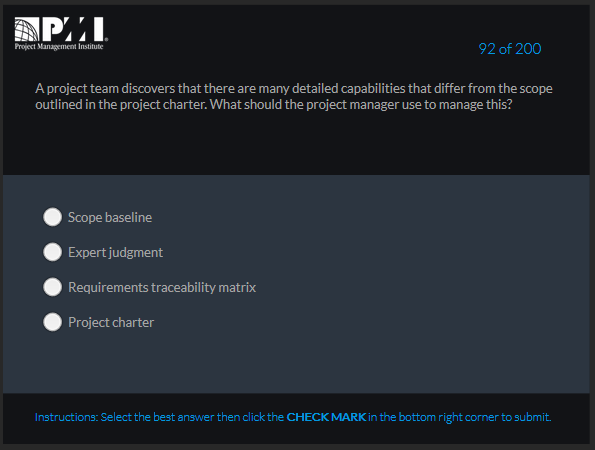 PMI
Project Management Institute
92 of 200
A project team discovers that there are many detailed capabilities that differ from the scope
outlined in the project charter. What should the project manager use to manage this?
Scope baseline
Expert judgment
Requirements traceability matrix
Project charter
Instructions: Select the best answer then click the CHECK MARK in the bottom right corner to submit.